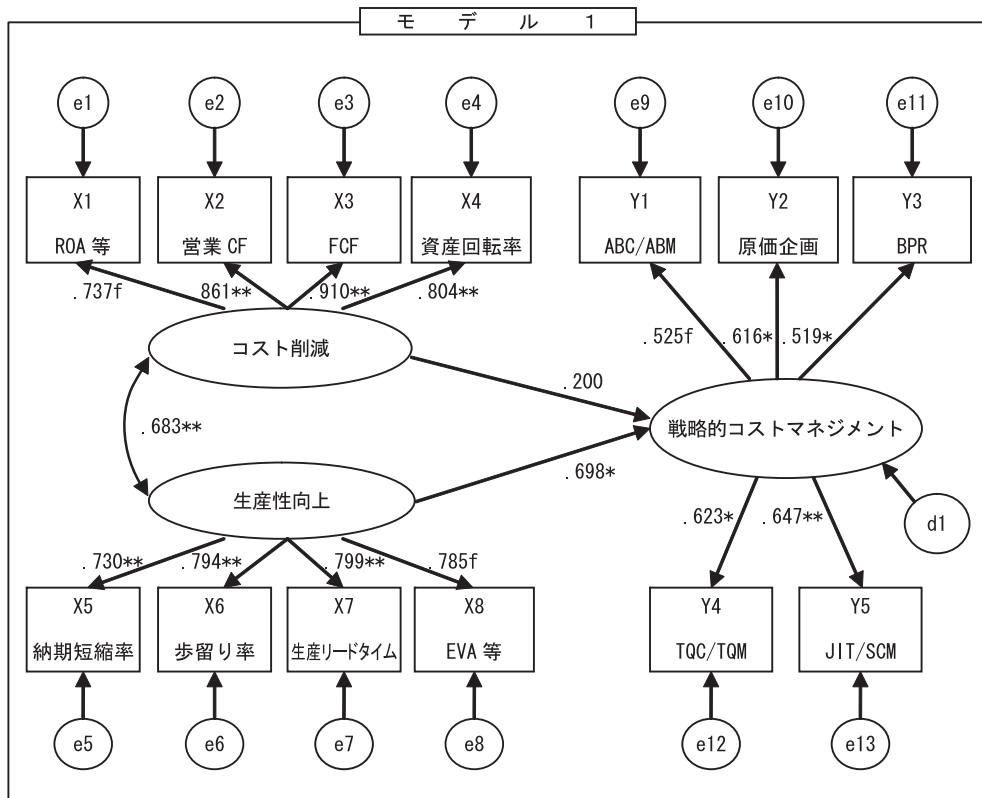 モデル 1
e1
e2
e3
e4
e9
e10
e11
X1
ROA 等
X2
営業 CF
X3
FCF
X4
資産回転率
Y1
ABC/ABM
Y2
原価企画
Y3
BPR
.737f
861**
.910**
.804**
.525f
.616*
.519*
コスト削減
.200
.683**
戦略的コストマネジメント
.698*
生産性向上
d1
.623*
.647**
.730**
.794**
.799**
.785f
X5
納期短縮率
X6
歩留り率
X7
生産リードタイム
X8
EVA 等
Y4
TQC/TQM
Y5
JIT/SCM
e5
e6
e7
e8
e12
e13